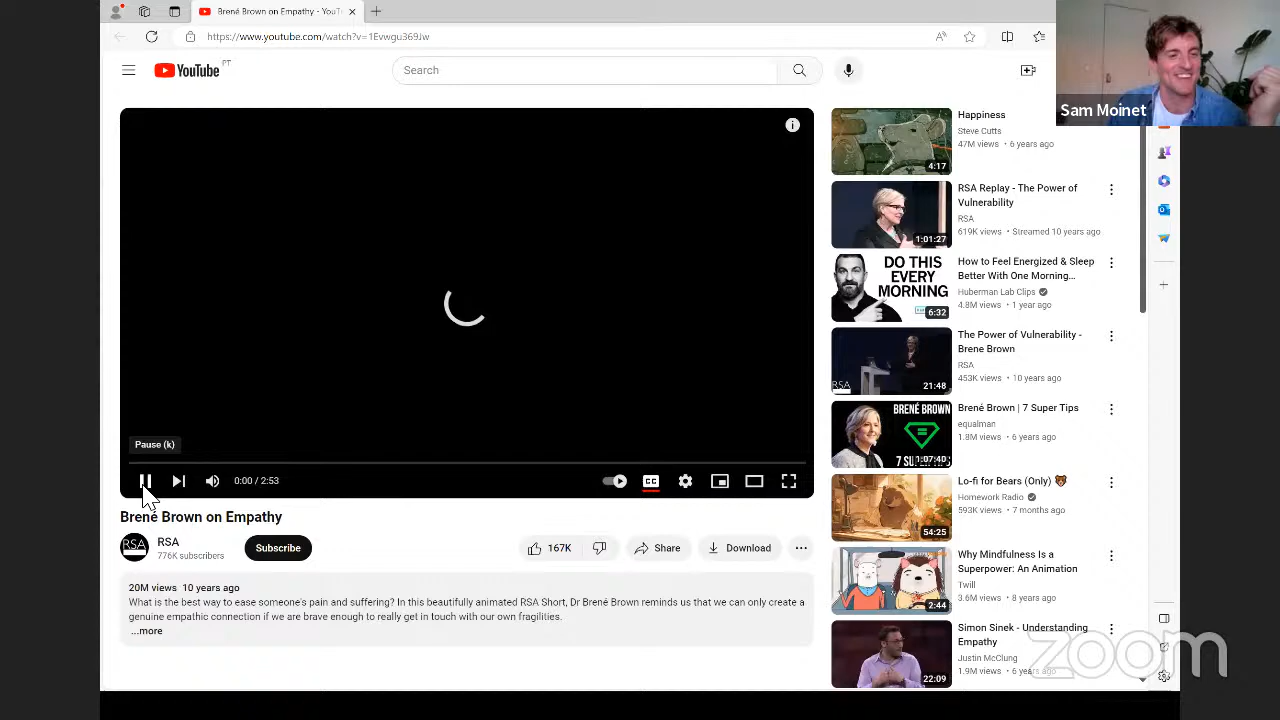 Brené Brown on Empathy - YouT
https://www.youtube.com/watch?v=1Evwgu369Jw
YouTube PT
Search
Sam Moinet
Pause (k)
0:00 / 2:53
CC
Brené Brown on Empathy
RSA
RSA
776K subscribers
Subscribe
167K
Share
Download
20M views 10 years ago
What is the best way to ease someone's pain and suffering? In this beautifully animated RSA Short, Dr Brené Brown reminds us that we can only create a
genuine empathic connection if we are brave enough to really get in touch with our own fragilities.
...more
4:17
Happiness
Steve Cutts
47M views • 6 years ago
1:01:27
RSA Replay - The Power of
Vulnerability
RSA
619K views • Streamed 10 years ago
DO THIS
EVERY
MORNING
6:32
How to Feel Energized & Sleep
Better With One Morning...
Huberman Lab Clips
4.8M views • 1 year ago
RSA
21:48
The Power of Vulnerability -
Brene Brown
RSA
453K views • 10 years ago
BRENÉ BROWN
7 SUPER TIPS
1:07:40
Brené Brown | 7 Super Tips
equalman
1.8M views • 6 years ago
54:25
Lo-fi for Bears (Only) 🐻
Homework Radio
593K views • 7 months ago
2:44
Why Mindfulness Is a
Superpower: An Animation
Twill
3.6M views • 8 years ago
22:09
Simon Sinek - Understanding
Empathy
Justin McClung
1.9M views • 6 years ago
zoom